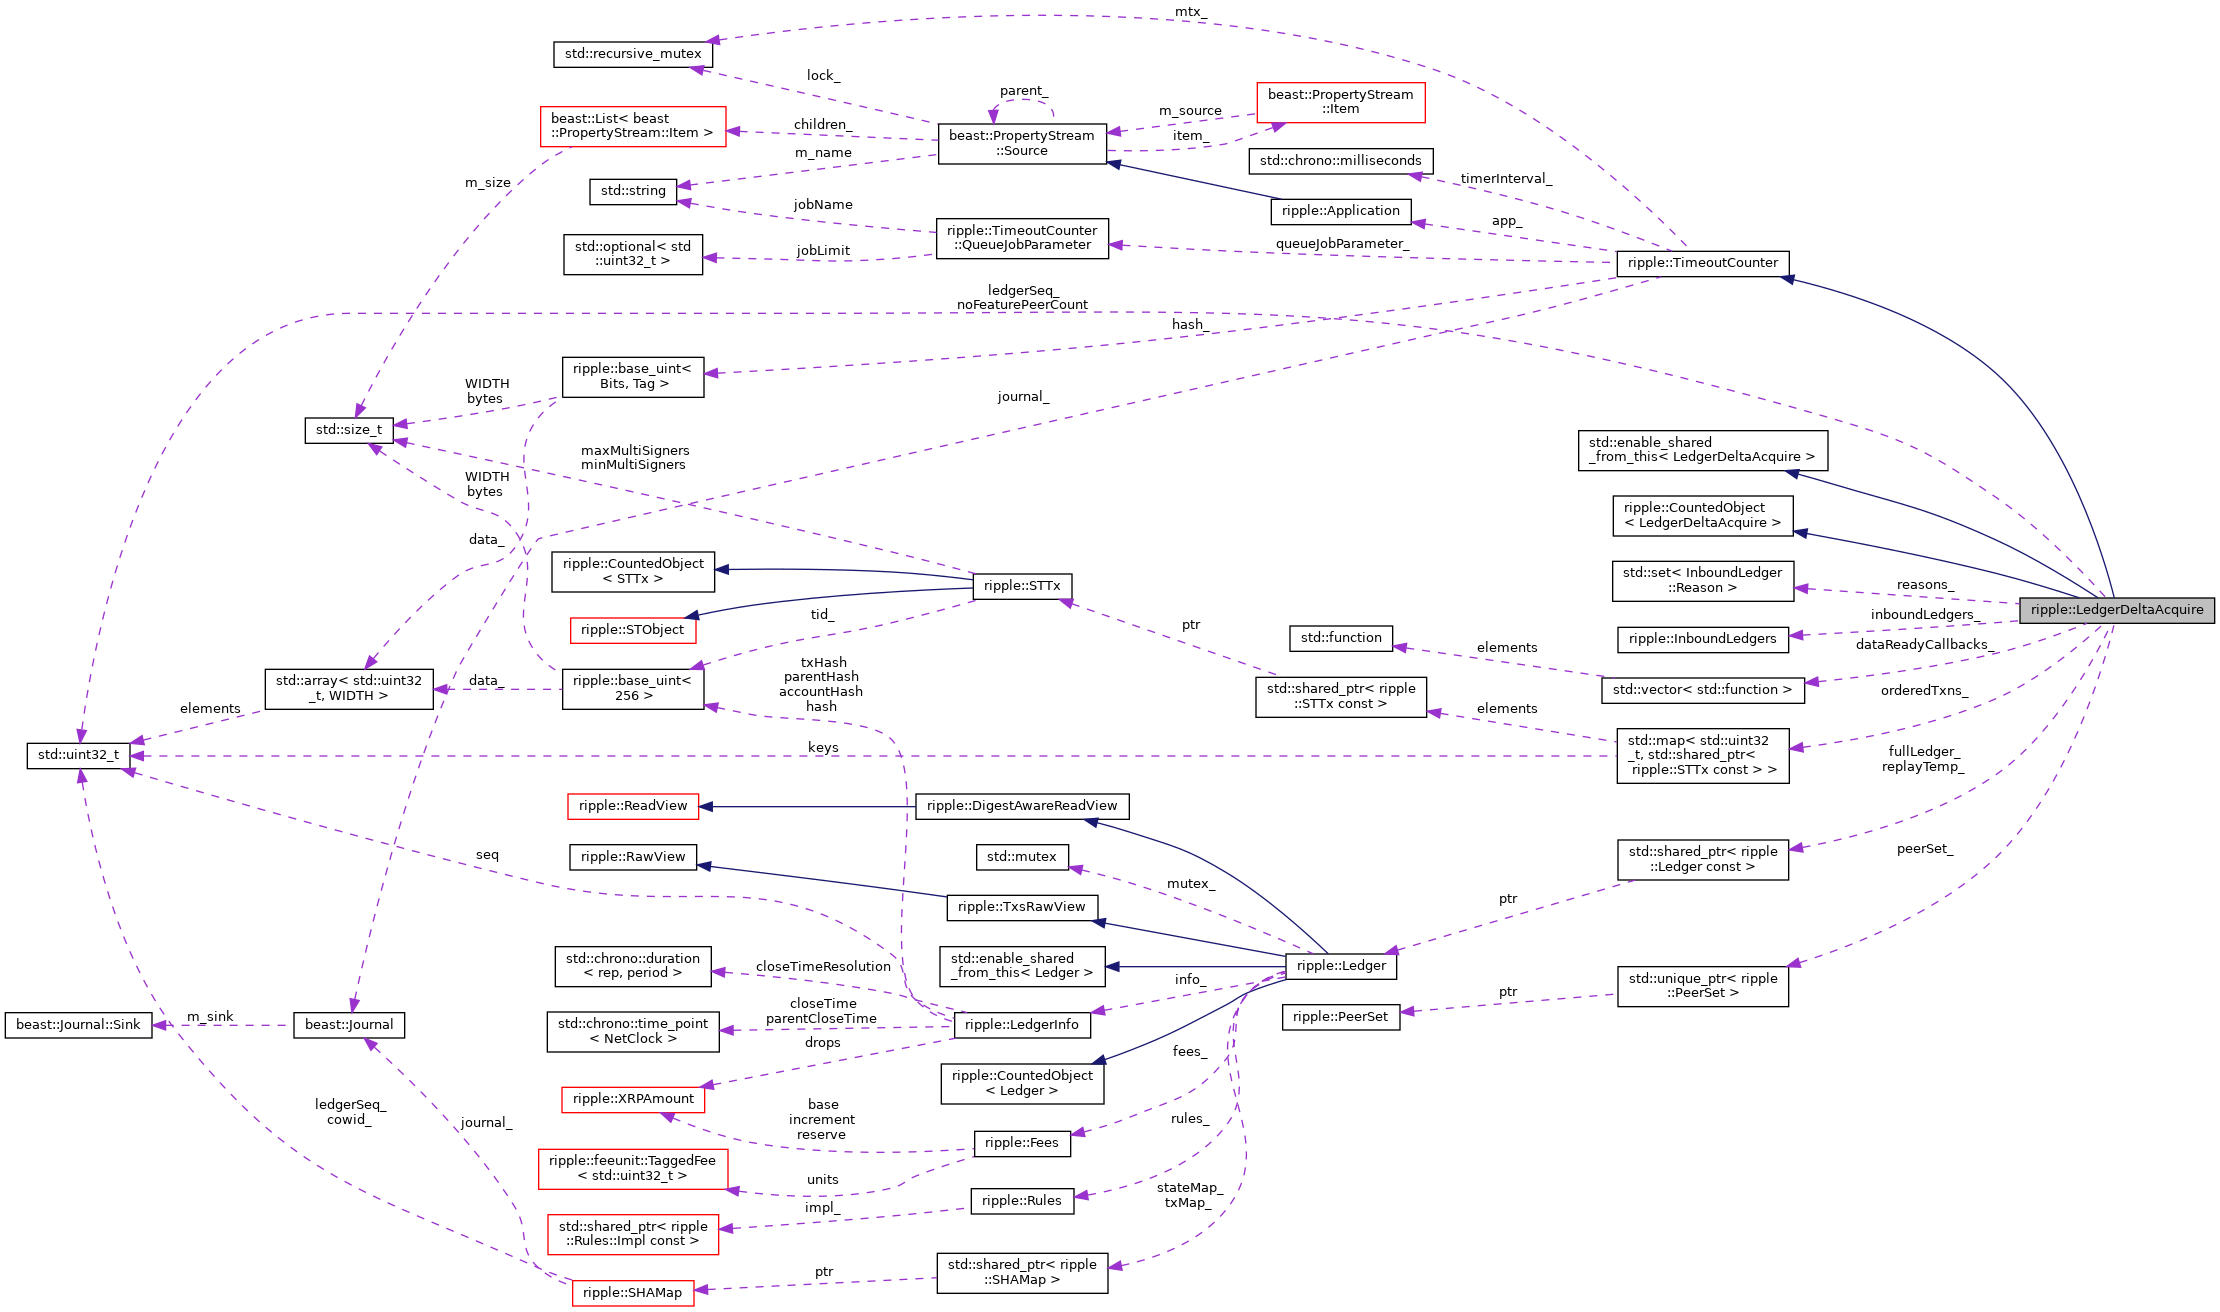 mtx_
std::recursive_mutex
lock_
parent_
beast::PropertyStream
::Item
m_source
item_
beast::List< beast
::PropertyStream::Item >
children_
beast::PropertyStream
::Source
m_name
std::chrono::milliseconds
m_size
std::string
timerInterval_
jobName
ripple::Application
app_
ripple::TimeoutCounter
::QueueJobParameter
std::optional< std
::uint32_t >
jobLimit
queueJobParameter_
ripple::TimeoutCounter
ledgerSeq_
noFeaturePeerCount
hash_
ripple::base_uint<
Bits, Tag >
WIDTH
bytes
journal_
std::size_t
maxMultiSigners
minMultiSigners
std::enable_shared
_from_this< LedgerDeltaAcquire >
WIDTH
bytes
ripple::CountedObject
< LedgerDeltaAcquire >
data_
ripple::CountedObject
< STTx >
ripple::STTx
std::set< InboundLedger
::Reason >
reasons_
ripple::LedgerDeltaAcquire
ripple::STObject
tid_
ptr
std::function
elements
ripple::InboundLedgers
inboundLedgers_
dataReadyCallbacks_
txHash
parentHash
accountHash
hash
std::array< std::uint32
_t, WIDTH >
data_
ripple::base_uint<
256 >
std::shared_ptr< ripple
::STTx const >
std::vector< std::function >
orderedTxns_
elements
elements
std::uint32_t
keys
std::map< std::uint32
_t, std::shared_ptr<
ripple::STTx const > >
fullLedger_
replayTemp_
ripple::ReadView
ripple::DigestAwareReadView
seq
ripple::RawView
std::mutex
mutex_
std::shared_ptr< ripple
::Ledger const >
peerSet_
ripple::TxsRawView
ptr
std::chrono::duration
< rep, period >
closeTimeResolution
std::enable_shared
_from_this< Ledger >
ripple::Ledger
info_
std::unique_ptr< ripple
::PeerSet >
ptr
ripple::PeerSet
beast::Journal::Sink
m_sink
beast::Journal
std::chrono::time_point
< NetClock >
closeTime
parentCloseTime
ripple::LedgerInfo
drops
fees_
ripple::CountedObject
< Ledger >
ripple::XRPAmount
ledgerSeq_
cowid_
journal_
base
increment
reserve
ripple::Fees
rules_
ripple::feeunit::TaggedFee
< std::uint32_t >
units
stateMap_
txMap_
ripple::Rules
impl_
std::shared_ptr< ripple
::Rules::Impl const >
std::shared_ptr< ripple
::SHAMap >
ptr
ripple::SHAMap